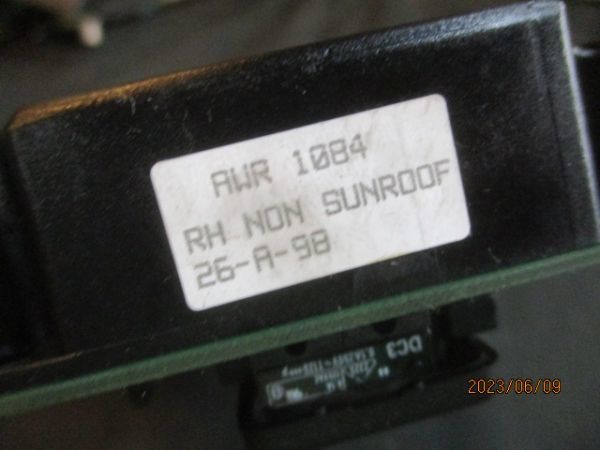 AWR 1084
RH NON SUNROOF
26-A-98
DC3
2023/06/09